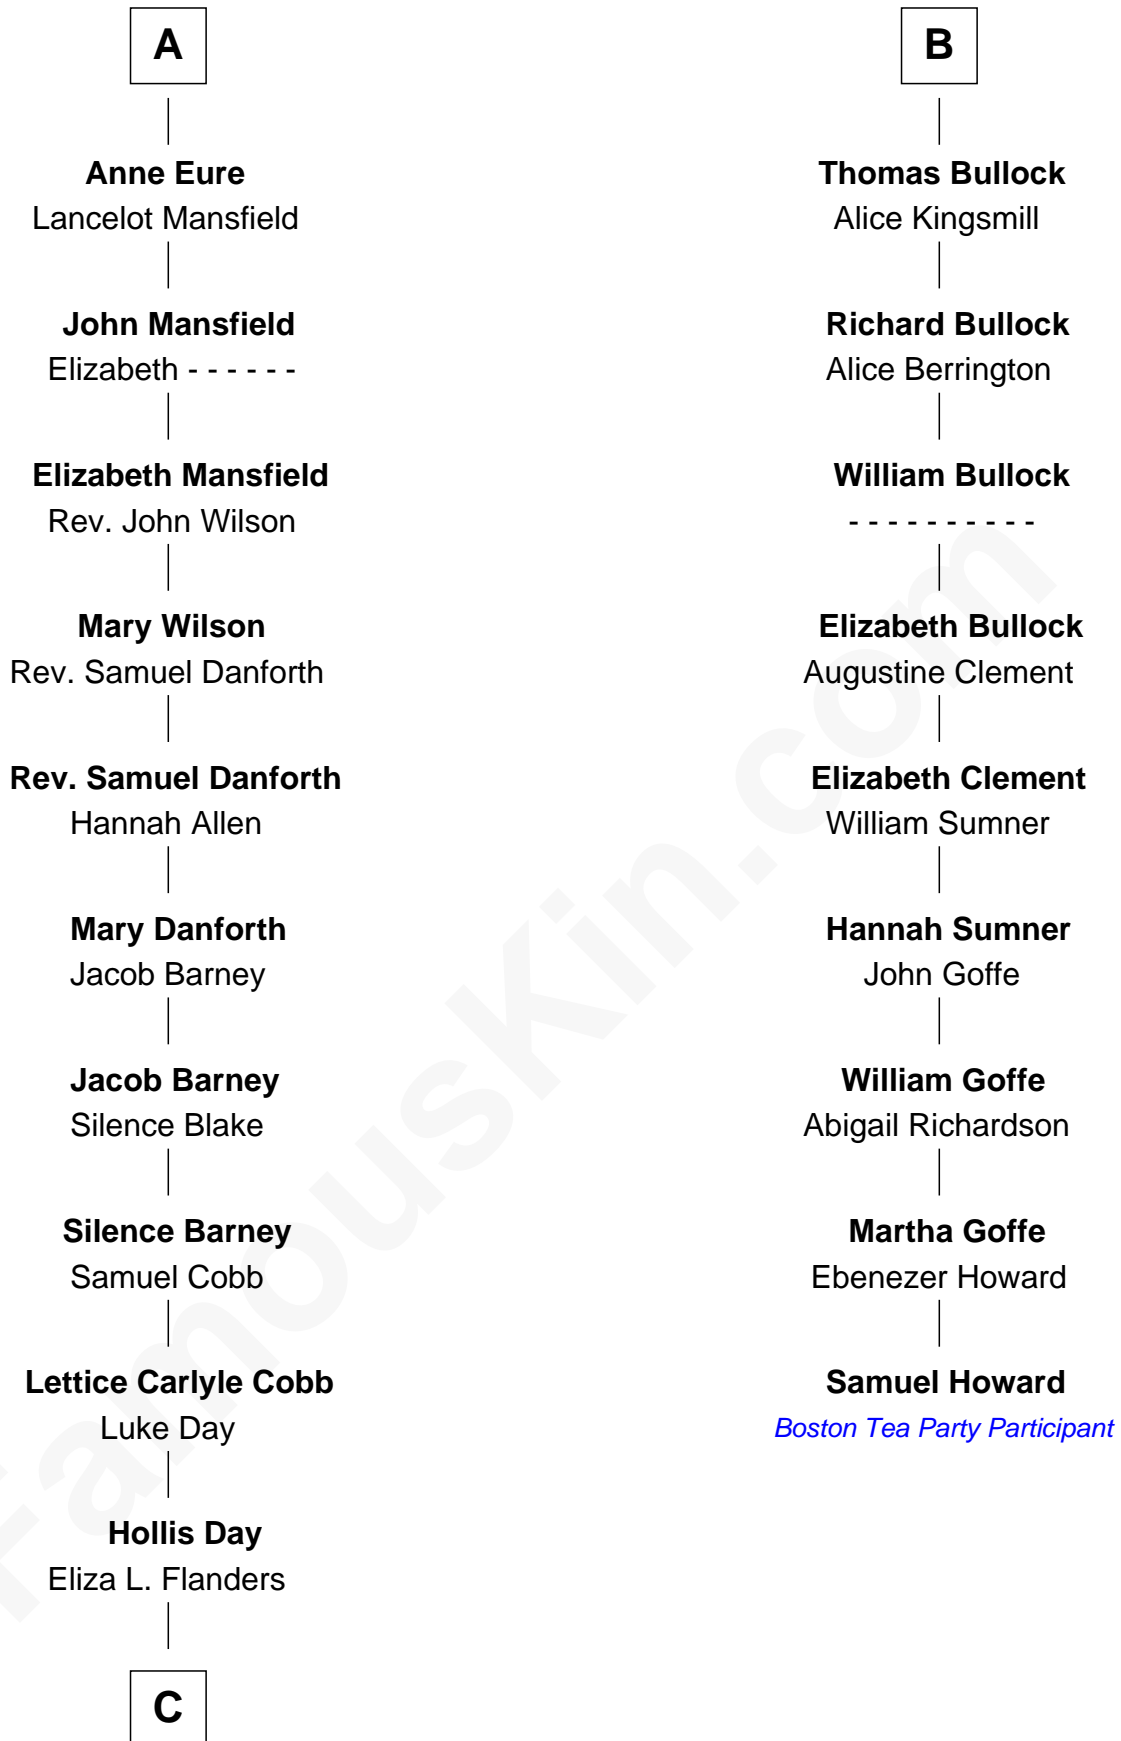 A
Anne Eure
Lancelot Mansfield
John Mansfield
Elizabeth - - - - - -
Elizabeth Mansfield
Rev. John Wilson
Mary Wilson
Rev. Samuel Danforth
Rev. Samuel Danforth
Hannah Allen
Mary Danforth
Jacob Barney
Jacob Barney
Silence Blake
Silence Barney
Samuel Cobb
Lettice Carlyle Cobb
Luke Day
Hollis Day
Eliza L. Flanders
C
B
Thomas Bullock
Alice Kingsmill
Richard Bullock
Alice Berrington
William Bullock
- - - - - - - - - -
Elizabeth Bullock
Augustine Clement
Elizabeth Clement
William Sumner
Hannah Sumner
John Goffe
William Goffe
Abigail Richardson
Martha Goffe
Ebenezer Howard
Samuel Howard
Boston Tea Party Participant
FamousKin.com